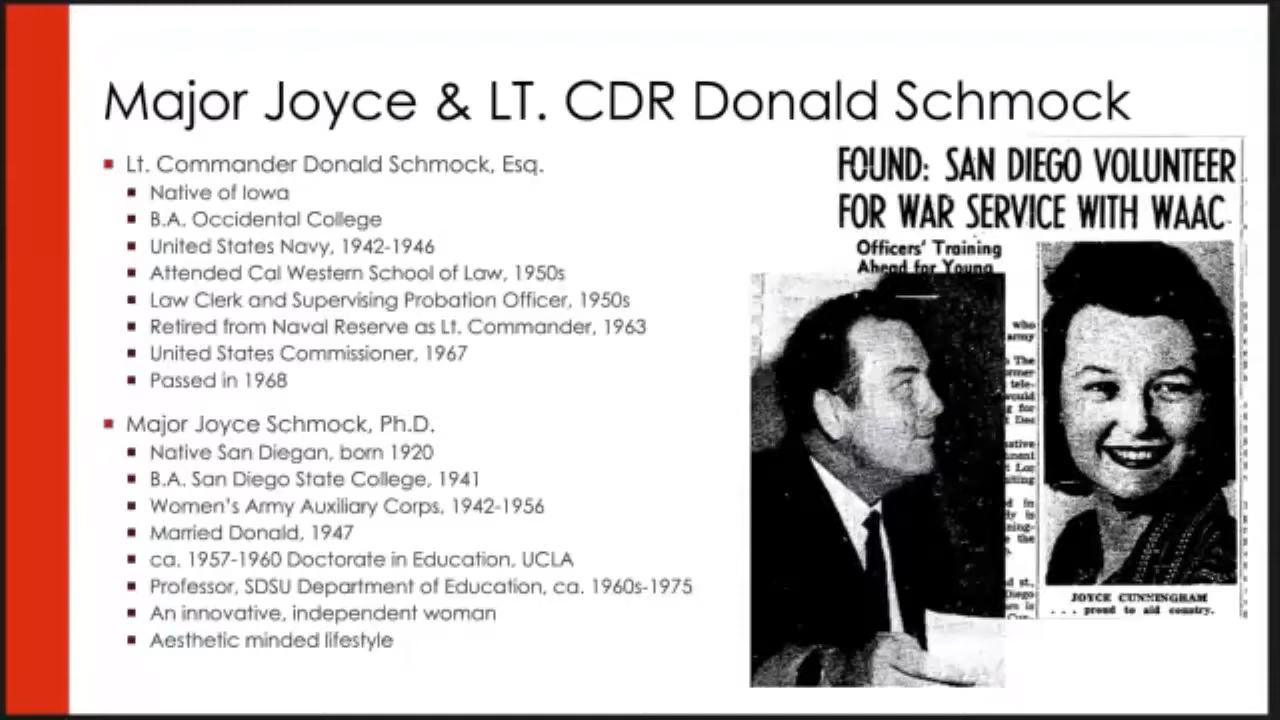 Major Joyce & LT. CDR Donald Schmock
Lt. Commander Donald Schmock, Esq.
Native of Iowa
B.A. Occidental College
United States Navy, 1942-1946
Attended Cal Western School of Law, 1950s
Law Clerk and Supervising Probation Officer, 1950s
Retired from Naval Reserve as Lt. Commander, 1963
United States Commissioner, 1967
Passed in 1968
Major Joyce Schmock, Ph.D.
Native San Diegan, born 1920
B.A. San Diego State College, 1941
Women's Army Auxiliary Corps, 1942-1956
Married Donald, 1947
ca. 1957-1960 Doctorate in Education, UCLA
Professor, SDSU Department of Education, ca. 1960s-1975
An innovative, independent woman
Aesthetic minded lifestyle
FOUND: SAN DIEGO VOLUNTEER
FOR WAR SERVICE WITH WAAC
Officers' Training
Ahead for Young
who
army
The
tele-
for
the
JOYCE CUNNINGHAM
. . . proud to aid country.